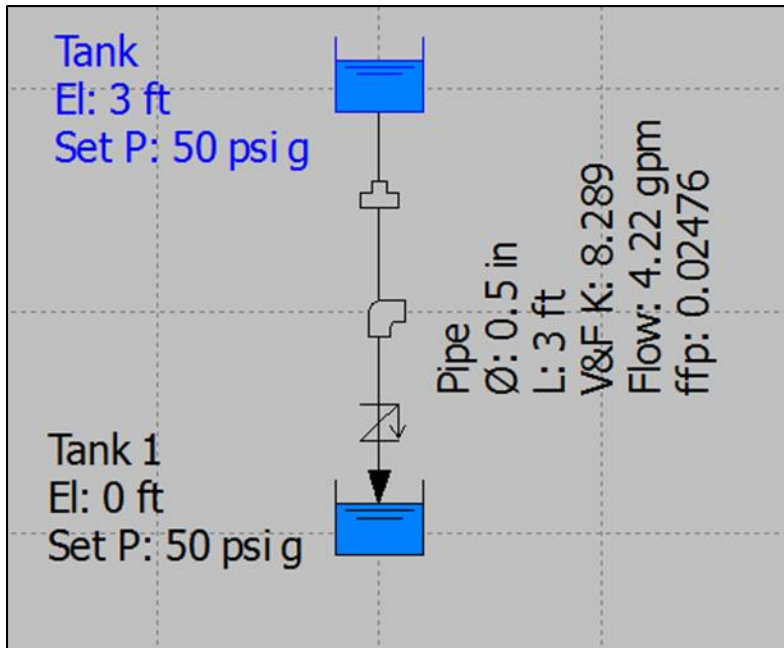 Tank
El: 3 ft
Set P: 50 psi g
Pipe
Ø: 0.5 in
L: 3 ft
V&F K: 8.289
Flow: 4.22 gpm
ffp: 0.02476
Tank 1
El: 0 ft
Set P: 50 psi g